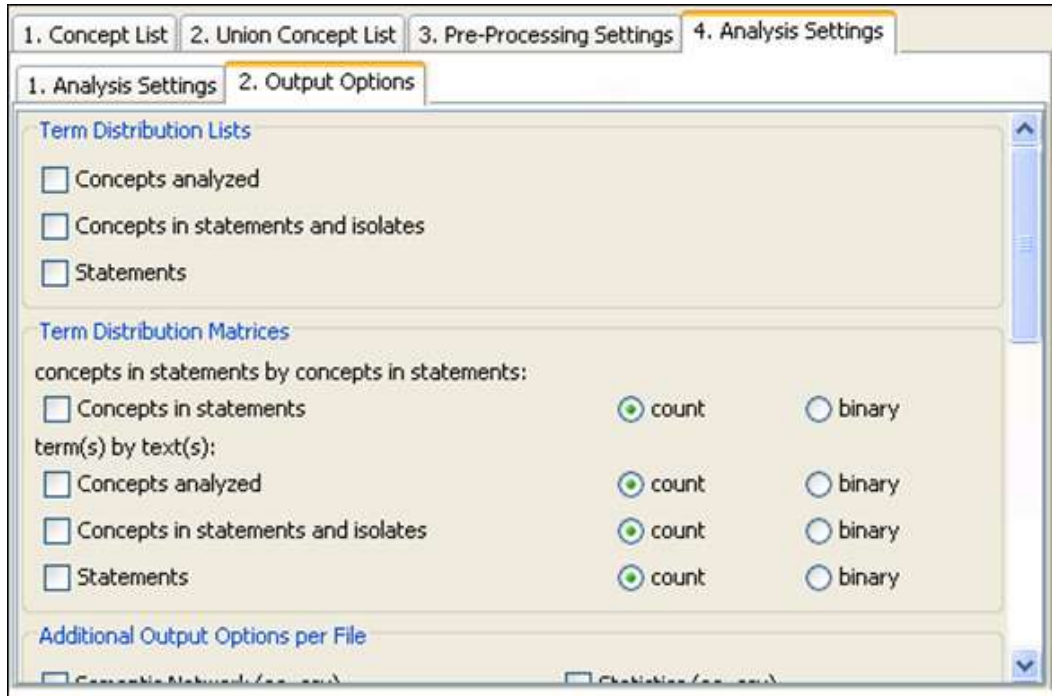 1. Concept List 2. Union Concept List 3. Pre-Processing Settings 4. Analysis Settings
1. Analysis Settings 2. Output Options
Term Distribution Lists
Concepts analyzed
Concepts in statements and isolates
Statements
Term Distribution Matrices
concepts in statements by concepts in statements:
Concepts in statements count binary
term(s) by text(s):
Concepts analyzed count binary
Concepts in statements and isolates count binary
Statements count binary
Additional Output Options per File
Semantic Network Statistics